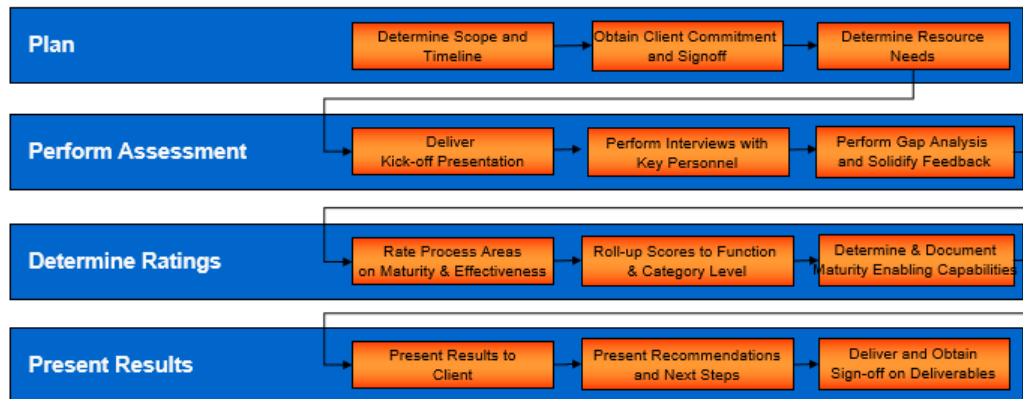 Plan
Determine Scope and
Timeline
Obtain Client Commitment
and Signoff
Determine Resource
Needs
Perform Assessment
Deliver
Kick-off Presentation
Perform Interviews with
Key Personnel
Perform Gap Analysis
and Solidify Feedback
Determine Ratings
Rate Process Areas
on Maturity & Effectiveness
Roll-up Scores to Function
& Category Level
Determine & Document
Maturity Enabling Capabilities
Present Results
Present Results to
Client
Present Recommendations
and Next Steps
Deliver and Obtain
Sign-off on Deliverables